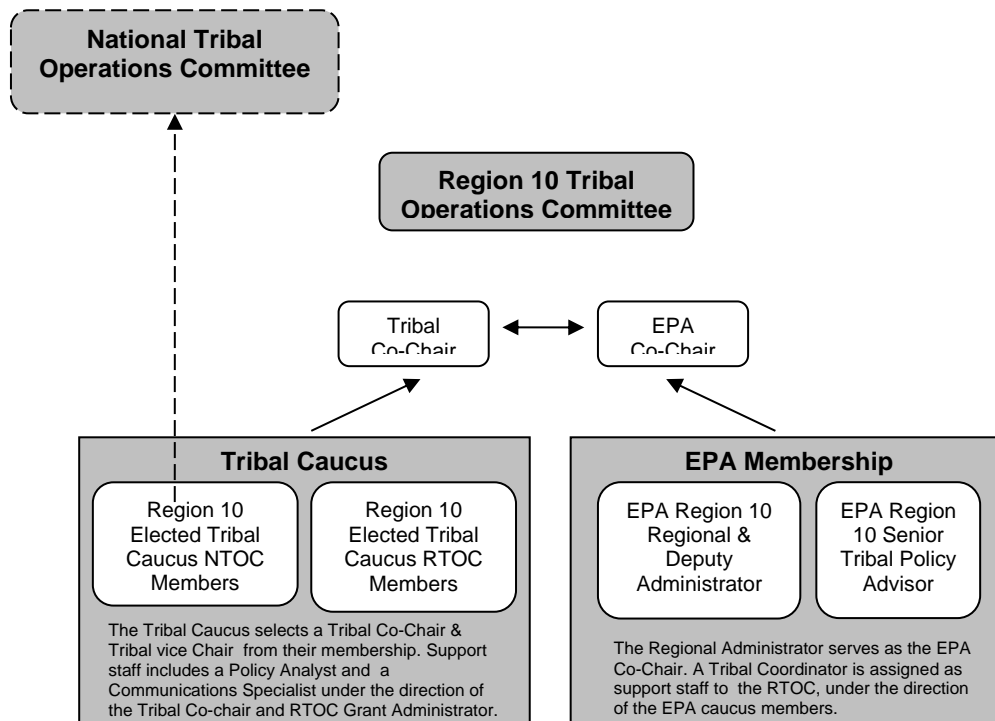 National Tribal
Operations Committee
Region 10 Tribal
Operations Committee
Tribal
Co-Chair
EPA
Co-Chair
Tribal Caucus
Region 10
Elected Tribal
Caucus NTOC
Members
Region 10
Elected Tribal
Caucus RTOC
Members
The Tribal Caucus selects a Tribal Co-Chair &
Tribal vice Chair from their membership. Support
staff includes a Policy Analyst and a
Communications Specialist under the direction of
the Tribal Co-chair and RTOC Grant Administrator.
EPA Membership
EPA Region 10
Regional &
Deputy
Administrator
EPA Region
10 Senior
Tribal Policy
Advisor
The Regional Administrator serves as the EPA
Co-Chair. A Tribal Coordinator is assigned as
support staff to the RTOC, under the direction
of the EPA caucus members.